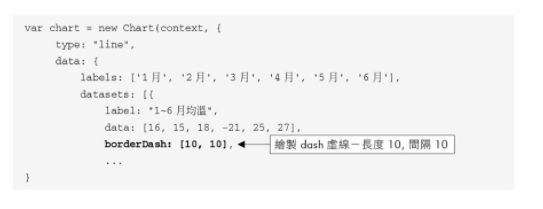 var chart = new Chart(context, {
type: "line",
data: {
labels: ['1月', '2月', '3月', '4月', '5月', '6月'],
datasets: [{
label: "1~6 月均溫",
data: [16, 15, 18, -21, 25, 27],
borderDash: [10, 10], 繪製 dash 虛線－長度 10, 間隔 10
...
}